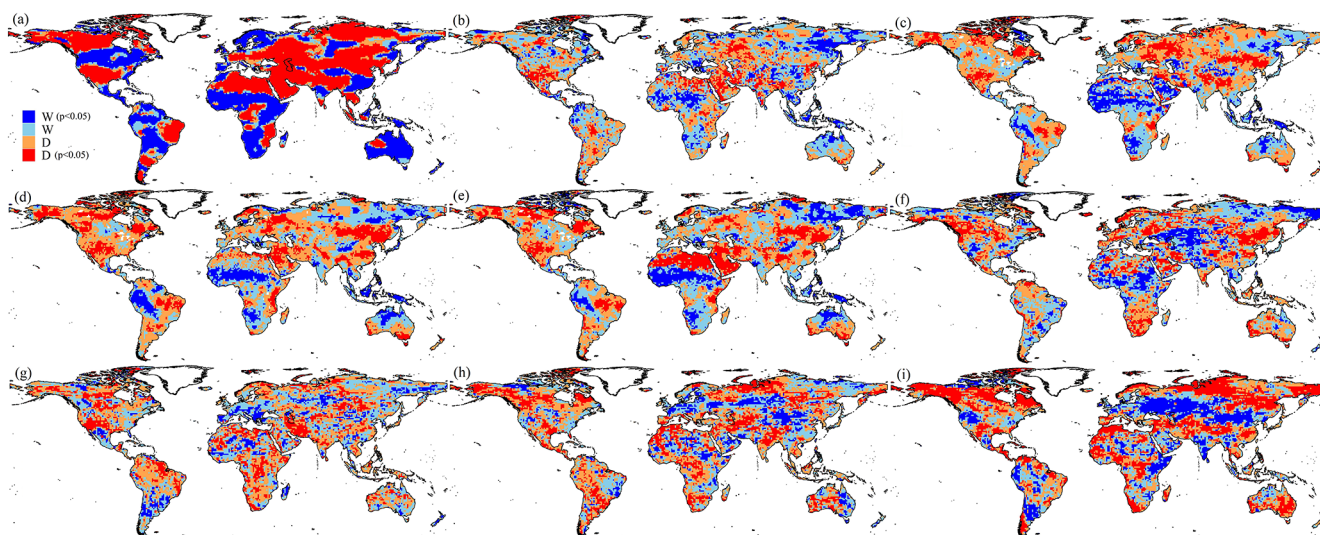 (a)
(b)
(c)
W (p<0.05)
W
D
D (p<0.05)
(d)
(e)
(f)
(g)
(h)
(i)